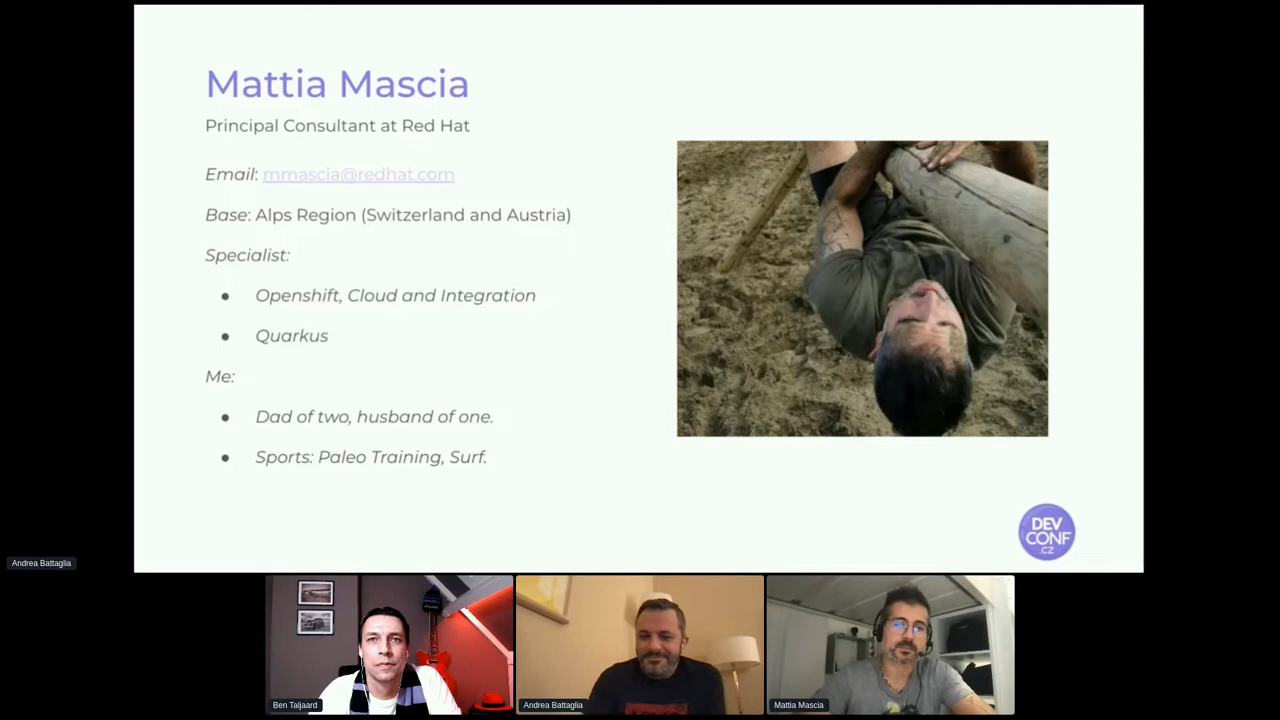 Mattia Mascia
Principal Consultant at Red Hat
Email: mmascia@redhat.com
Base: Alps Region (Switzerland and Austria)
Specialist:
● Openshift, Cloud and Integration
● Quarkus
Me:
● Dad of two, husband of one.
● Sports: Paleo Training, Surf.
DEV
CONF
.CZ
Andrea Battaglia
Ben Taljaard
Andrea Battaglia
Mattia Mascia